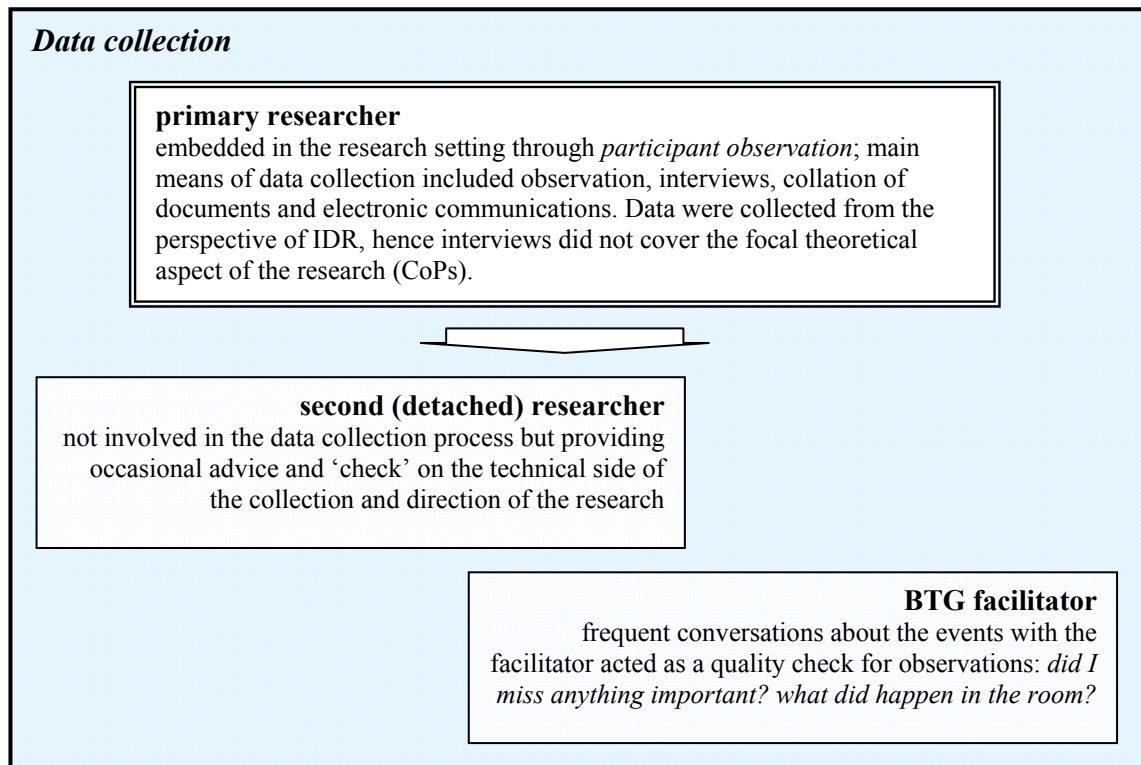 Data collection
primary researcher
embedded in the research setting through participant observation; main
means of data collection included observation, interviews, collation of
documents and electronic communications. Data were collected from the
perspective of IDR, hence interviews did not cover the focal theoretical
aspect of the research (CoPs).
second (detached) researcher
not involved in the data collection process but providing
occasional advice and ‘check’ on the technical side of
the collection and direction of the research
BTG facilitator
frequent conversations about the events with the
facilitator acted as a quality check for observations: did I
miss anything important? what did happen in the room?